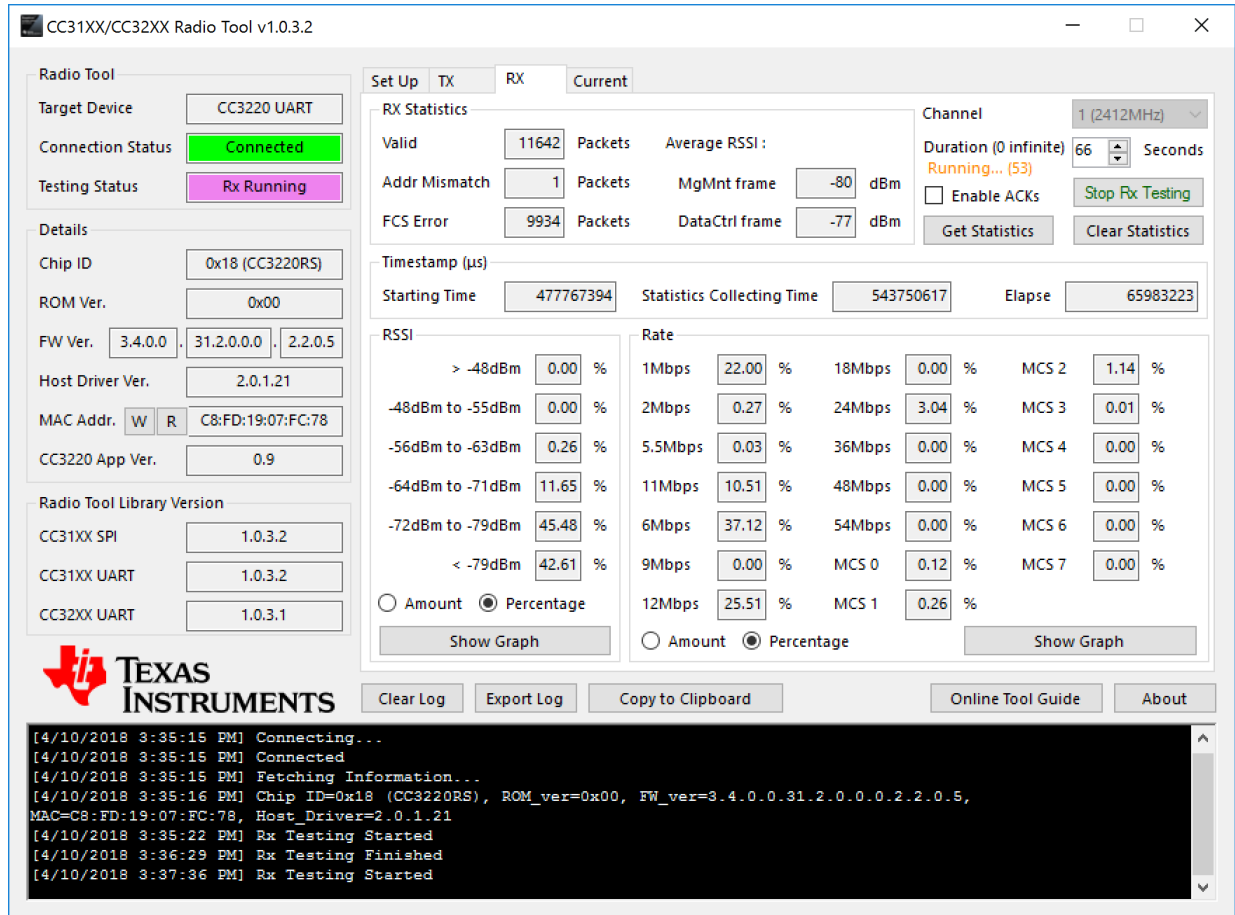 CC31XX/CC32XX Radio Tool v1.0.3.2
Radio Tool
Target Device CC3220 UART
Connection Status Connected
Testing Status Rx Running
Details
Chip ID 0x18 (CC3220RS)
ROM Ver. 0x00
FW Ver. 3.4.0.0 . 31.2.0.0.0 . 2.2.0.5
Host Driver Ver. 2.0.1.21
MAC Addr. W R C8:FD:19:07:FC:78
CC3220 App Ver. 0.9
Radio Tool Library Version
CC31XX SPI 1.0.3.2
CC31XX UART 1.0.3.2
CC32XX UART 1.0.3.1
TEXAS
INSTRUMENTS
Set Up TX RX Current
RX Statistics
Valid 11642 Packets Average RSSI :
Addr Mismatch 1 Packets MgMnt frame -80 dBm
FCS Error 9934 Packets DataCtrl frame -77 dBm
Channel 1 (2412MHz)
Duration (0 infinite) 66 Seconds
Running... (53)
Enable ACKs Stop Rx Testing
Get Statistics Clear Statistics
Timestamp (µs)
Starting Time 477767394 Statistics Collecting Time 543750617 Elapse 65983223
RSSI
> -48dBm 0.00 %
-48dBm to -55dBm 0.00 %
-56dBm to -63dBm 0.26 %
-64dBm to -71dBm 11.65 %
-72dBm to -79dBm 45.48 %
< -79dBm 42.61 %
Amount Percentage
Show Graph
Rate
1Mbps 22.00 % 18Mbps 0.00 % MCS 2 1.14 %
2Mbps 0.27 % 24Mbps 3.04 % MCS 3 0.01 %
5.5Mbps 0.03 % 36Mbps 0.00 % MCS 4 0.00 %
11Mbps 10.51 % 48Mbps 0.00 % MCS 5 0.00 %
6Mbps 37.12 % 54Mbps 0.00 % MCS 6 0.00 %
9Mbps 0.00 % MCS 0 0.12 % MCS 7 0.00 %
12Mbps 25.51 % MCS 1 0.26 %
Amount Percentage Show Graph
Clear Log Export Log Copy to Clipboard Online Tool Guide About
[4/10/2018 3:35:15 PM] Connecting...
[4/10/2018 3:35:15 PM] Connected
[4/10/2018 3:35:15 PM] Fetching Information...
[4/10/2018 3:35:16 PM] Chip ID=0x18 (CC3220RS), ROM_ver=0x00, FW_ver=3.4.0.0.31.2.0.0.0.2.2.0.5,
MAC=C8:FD:19:07:FC:78, Host_Driver=2.0.1.21
[4/10/2018 3:35:22 PM] Rx Testing Started
[4/10/2018 3:36:29 PM] Rx Testing Finished
[4/10/2018 3:37:36 PM] Rx Testing Started